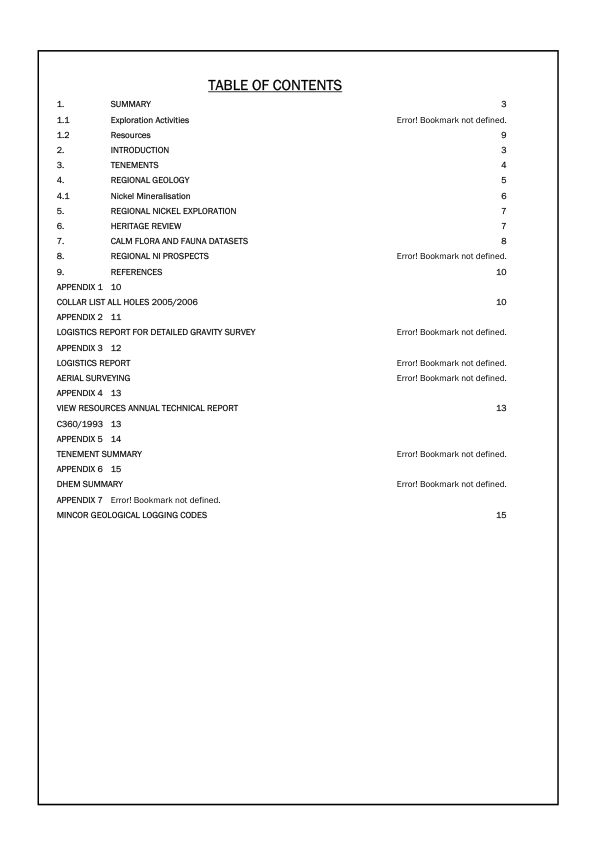 TABLE OF CONTENTS
1. SUMMARY 3
1.1 Exploration Activities Error! Bookmark not defined.
1.2 Resources 9
2. INTRODUCTION 3
3. TENEMENTS 4
4. REGIONAL GEOLOGY 5
4.1 Nickel Mineralisation 6
5. REGIONAL NICKEL EXPLORATION 7
6. HERITAGE REVIEW 7
7. CALM FLORA AND FAUNA DATASETS 8
8. REGIONAL NI PROSPECTS Error! Bookmark not defined.
9. REFERENCES 10
APPENDIX 1 10
COLLAR LIST ALL HOLES 2005/2006 10
APPENDIX 2 11
LOGISTICS REPORT FOR DETAILED GRAVITY SURVEY Error! Bookmark not defined.
APPENDIX 3 12
LOGISTICS REPORT Error! Bookmark not defined.
AERIAL SURVEYING Error! Bookmark not defined.
APPENDIX 4 13
VIEW RESOURCES ANNUAL TECHNICAL REPORT 13
C360/1993 13
APPENDIX 5 14
TENEMENT SUMMARY Error! Bookmark not defined.
APPENDIX 6 15
DHEM SUMMARY Error! Bookmark not defined.
APPENDIX 7 Error! Bookmark not defined.
MINCOR GEOLOGICAL LOGGING CODES 15